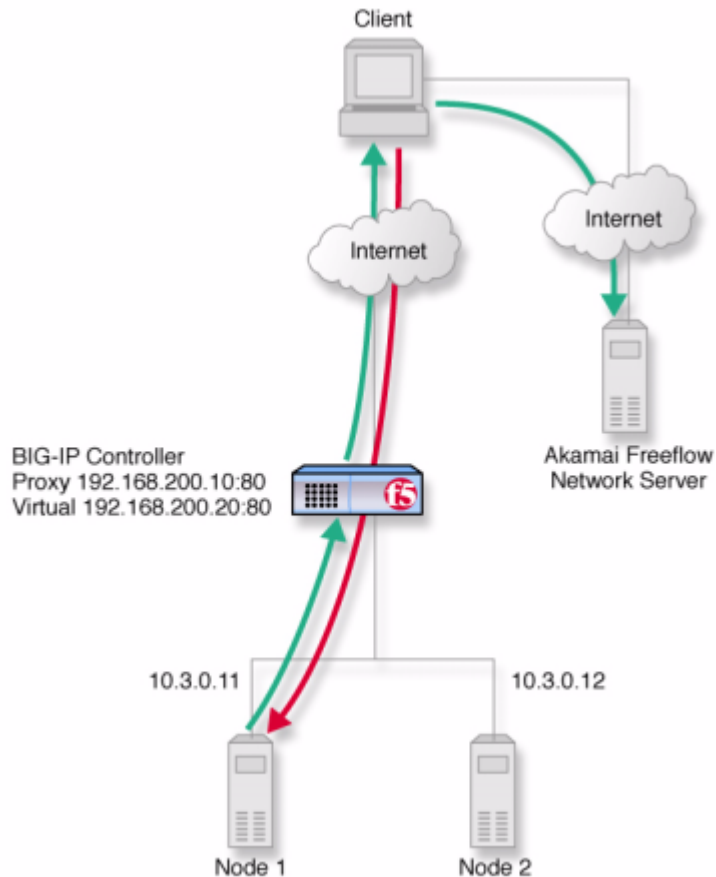 Client
Internet
Internet
BIG-IP Controller
Proxy 192.168.200.10:80
Virtual 192.168.200.20:80
f5
Akamai Freeflow
Network Server
10.3.0.11
10.3.0.12
Node 1
Node 2